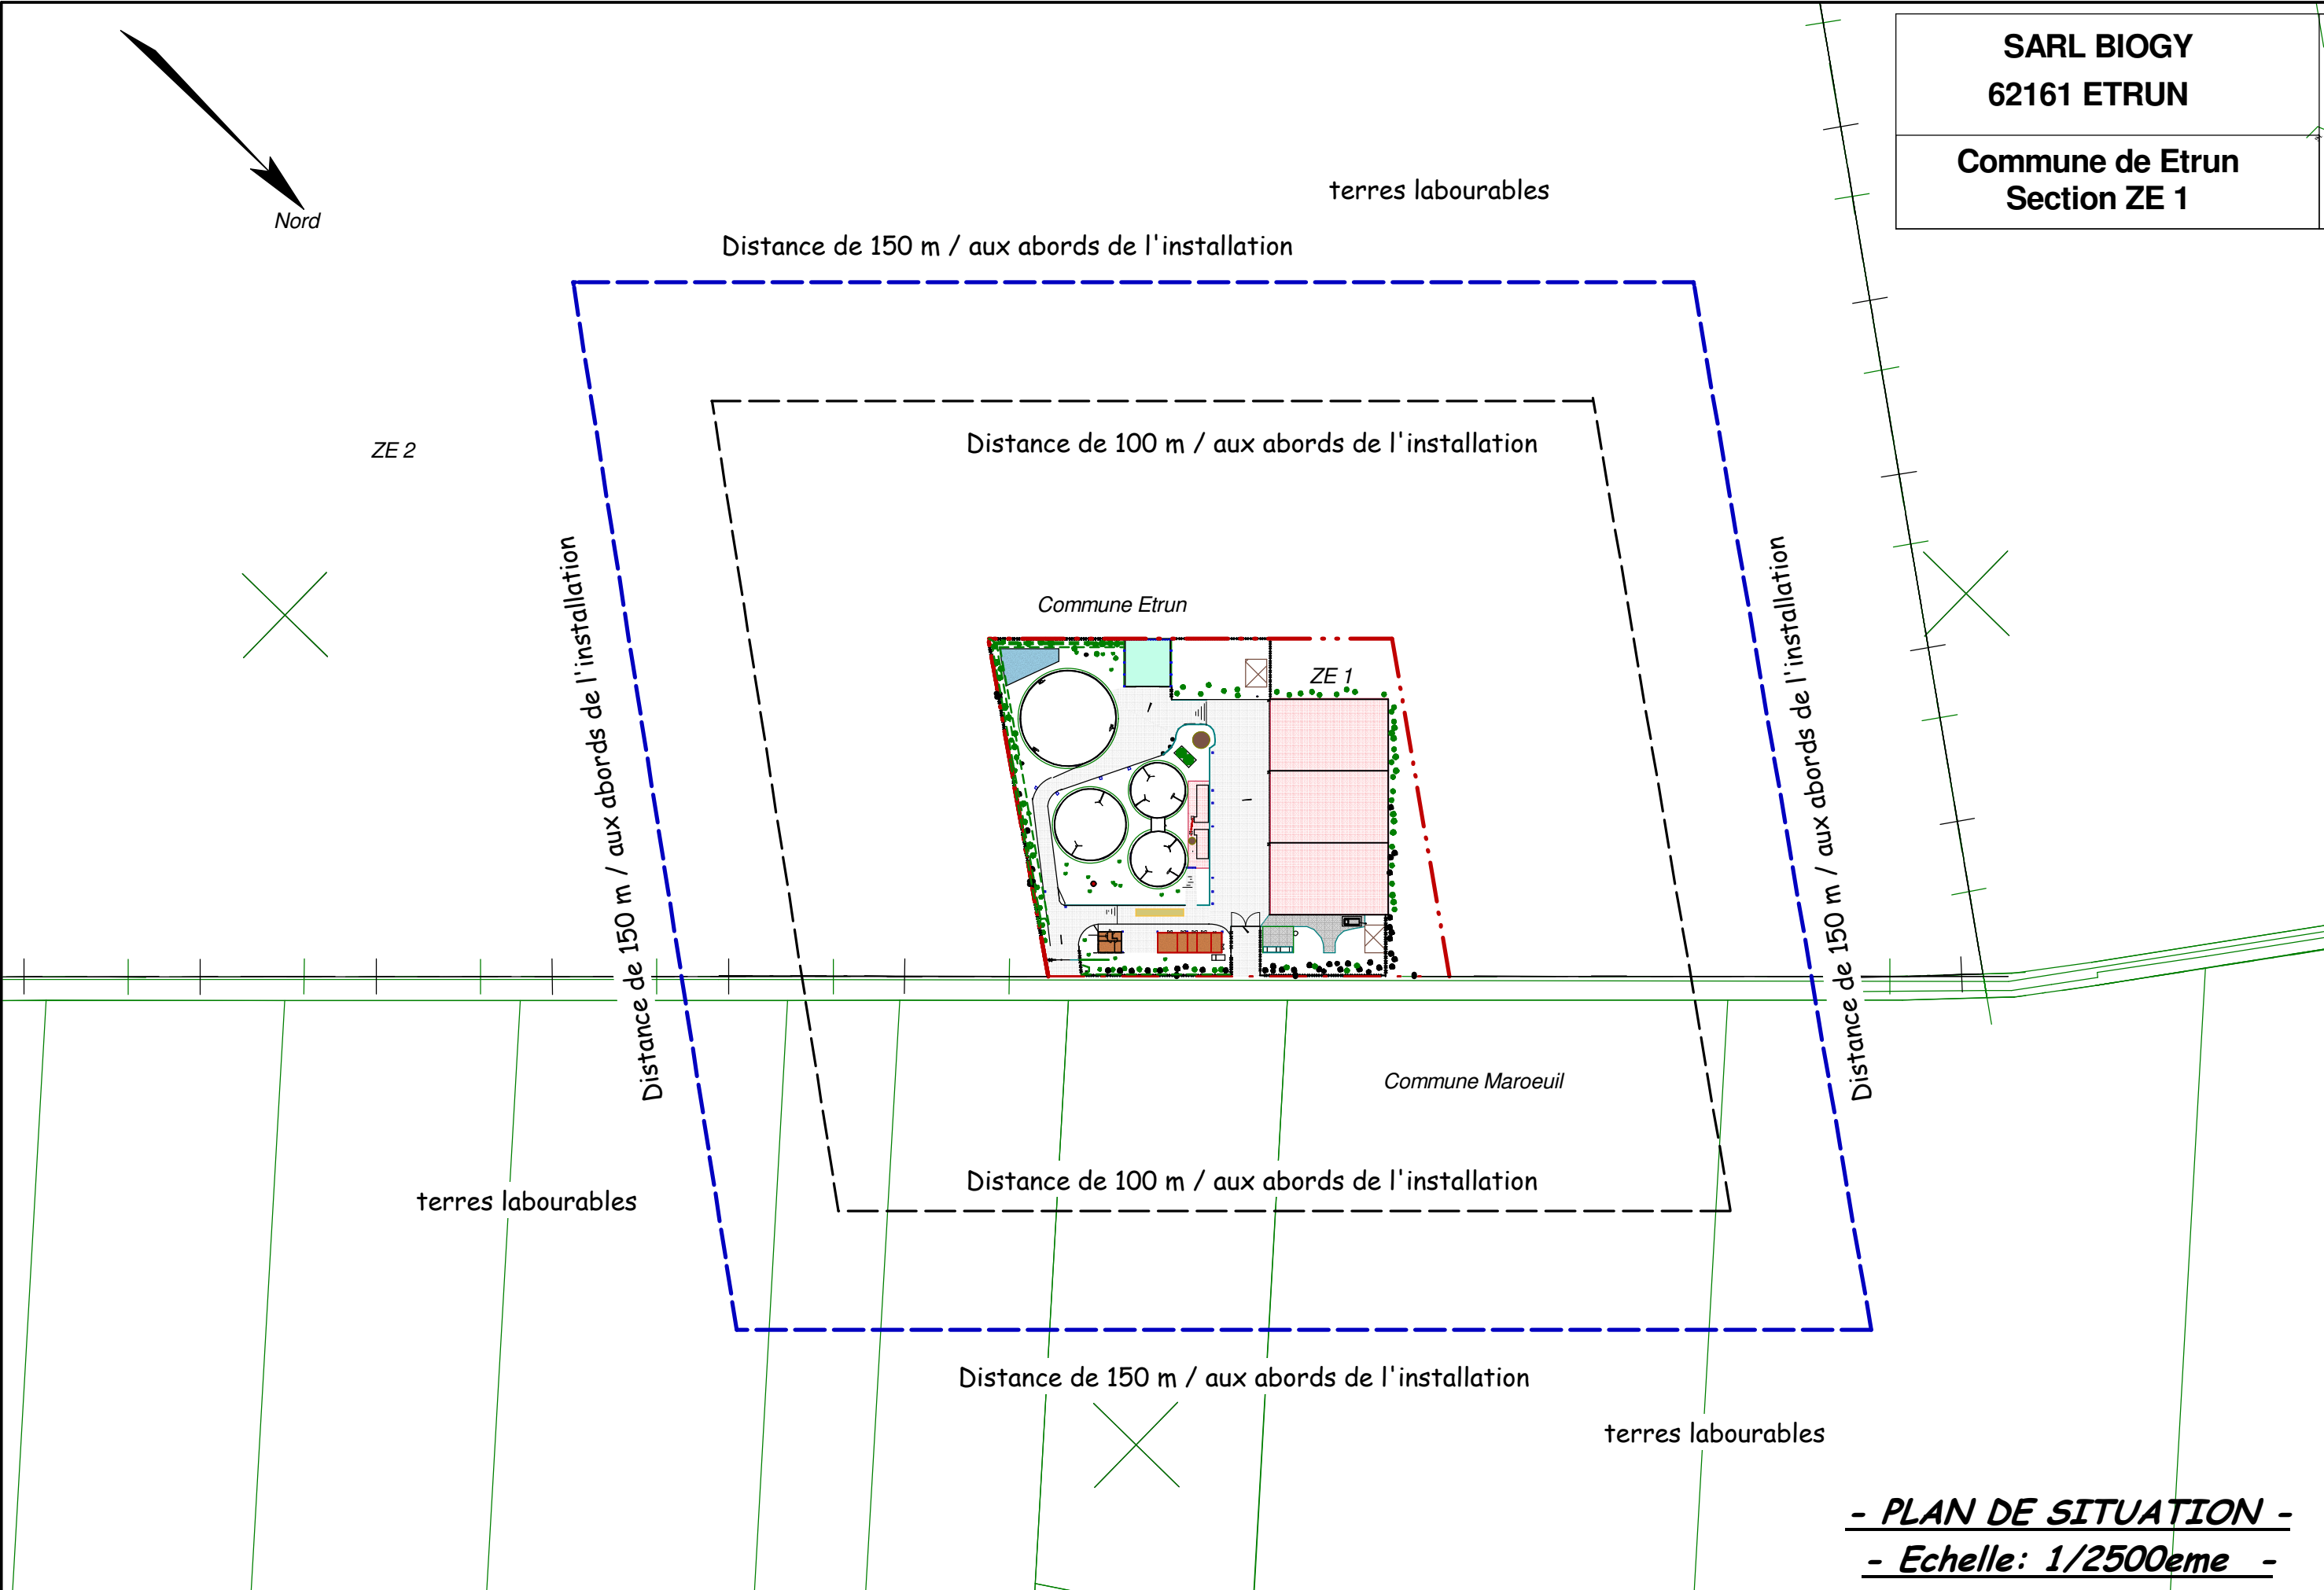 SARL BIOGY
62161 ETRUN
Commune de Etrun
Section ZE 1
Nord
terres labourables
Distance de 150 m / aux abords de l'installation
Distance de 100 m / aux abords de l'installation
ZE 2
Distance de 150 m / aux abords de l'installation
Distance de 150 m / aux abords de l'installation
Commune Etrun
ZE 1
Commune Maroeuil
Distance de 100 m / aux abords de l'installation
terres labourables
Distance de 150 m / aux abords de l'installation
terres labourables
- PLAN DE SITUATION -
- Echelle: 1/2500eme -